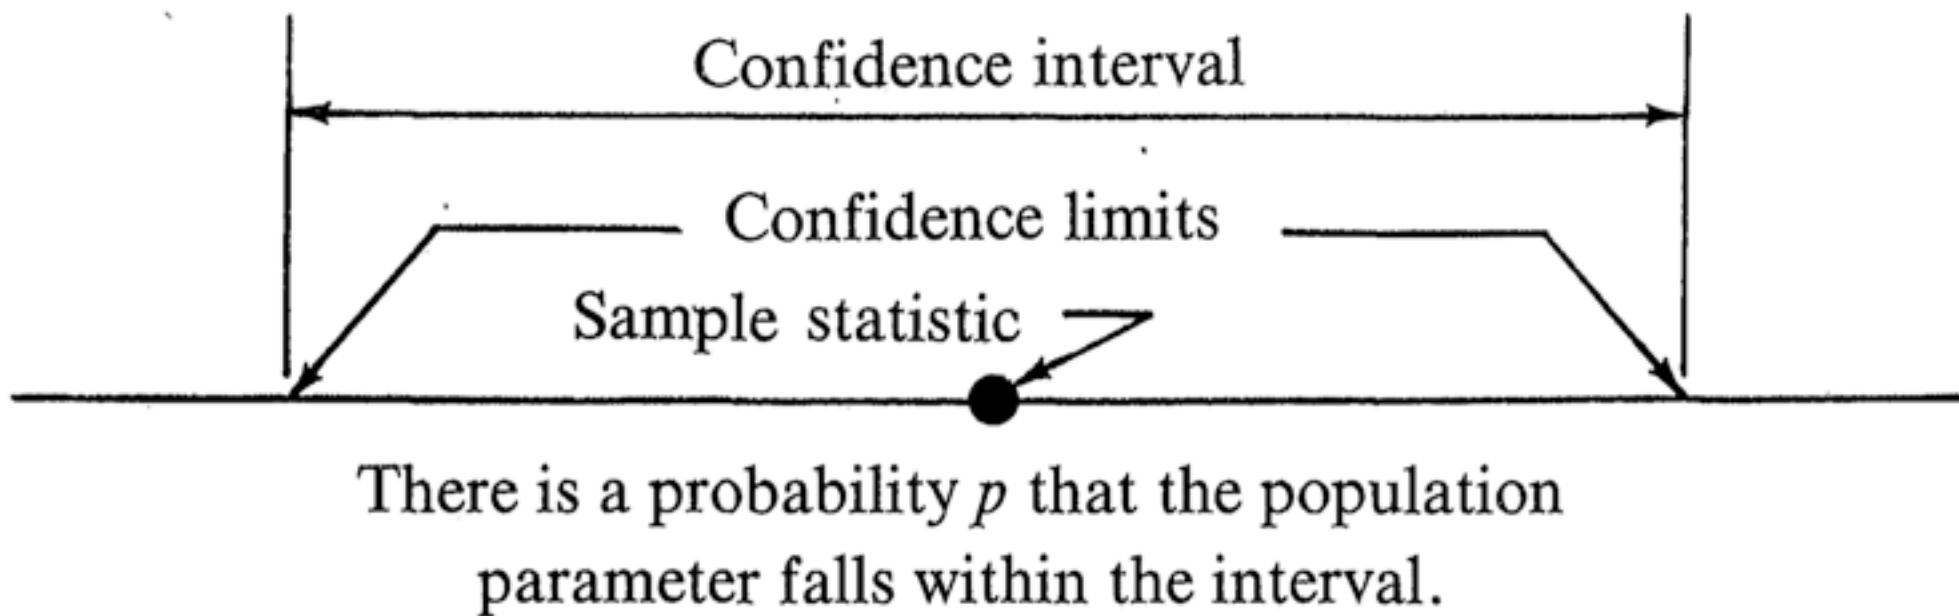 Confidence interval
Confidence limits
Sample statistic
There is a probability p that the population
parameter falls within the interval.